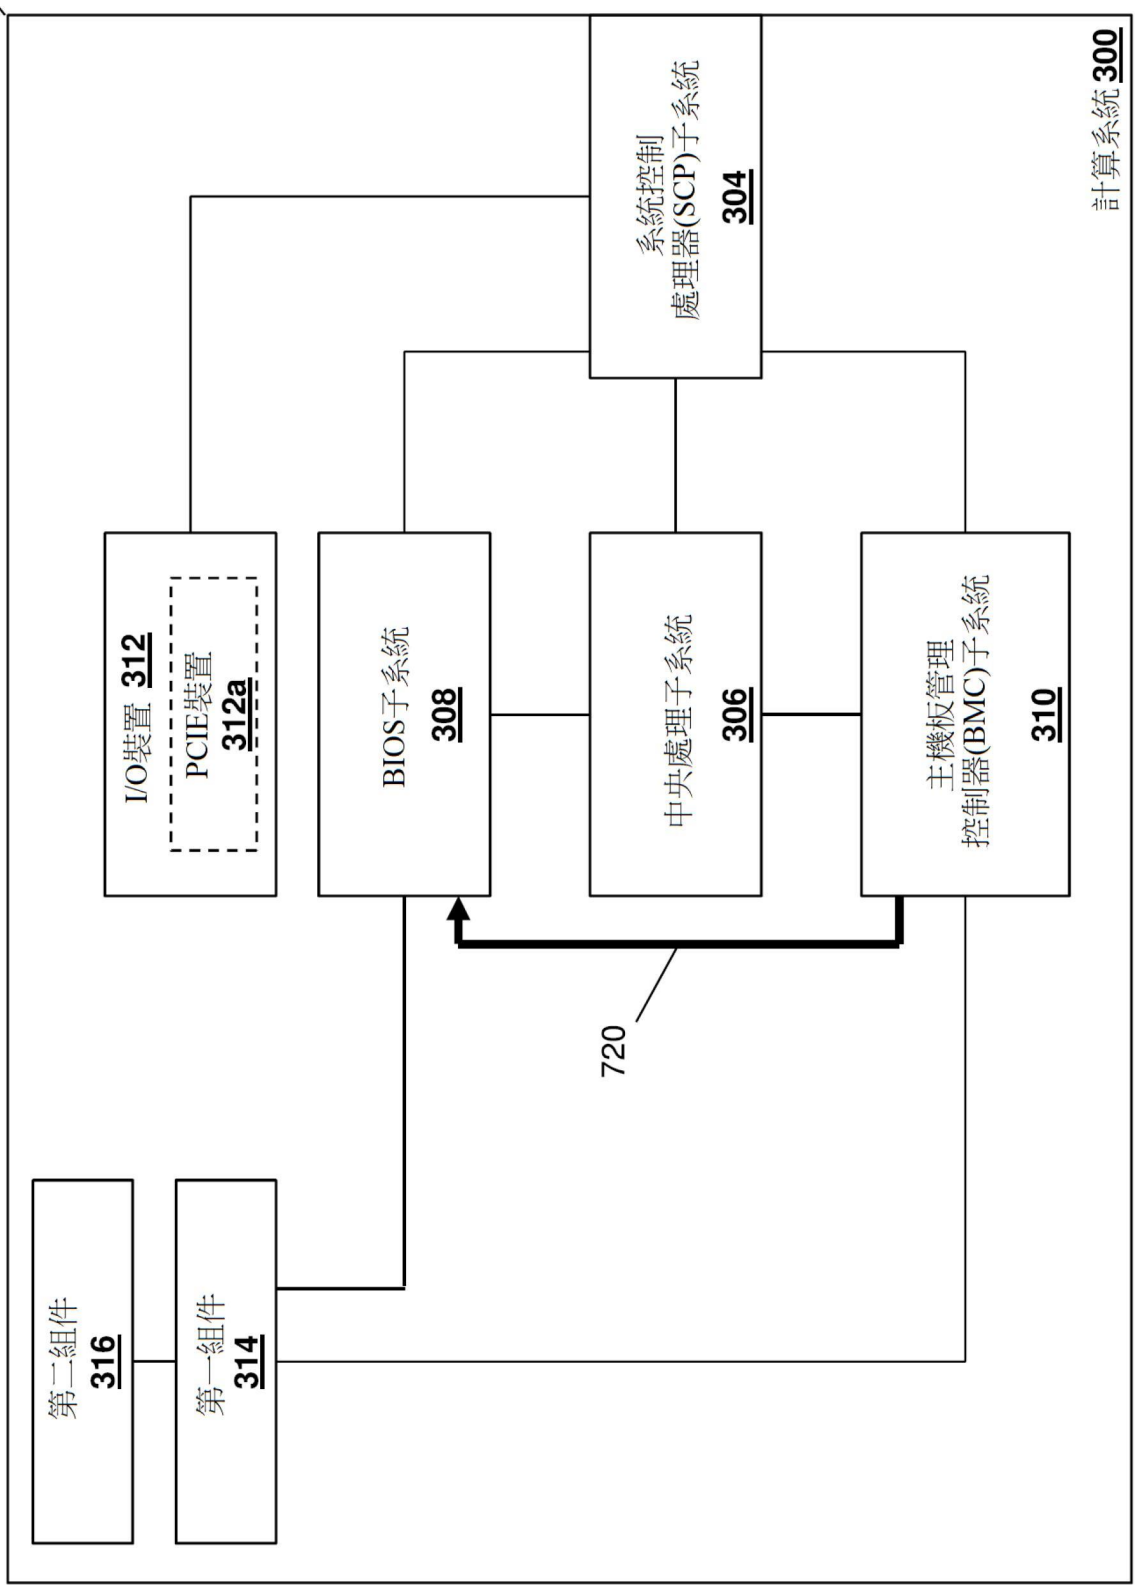 第二組件
316
第一組件
314
720
I/O裝置 312
PCIE裝置
312a
BIOS子系統
308
中央處理子系統
306
主機板管理
控制器(BMC)子系統
310
系統控制
處理器(SCP)子系統
304
計算系統 300